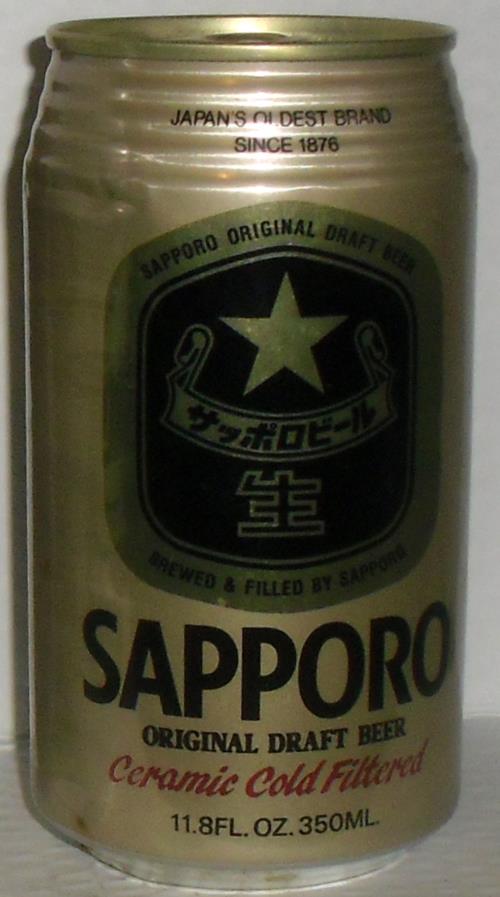 JAPAN'S OLDEST BRAND
SINCE 1876
SAPPORO ORIGINAL DRAFT BEER
サッポロビール
生
BREWED & FILLED BY SAPPORO
SAPPORO
ORIGINAL DRAFT BEER
Ceramic Cold Filtered
11.8FL. OZ. 350ML.